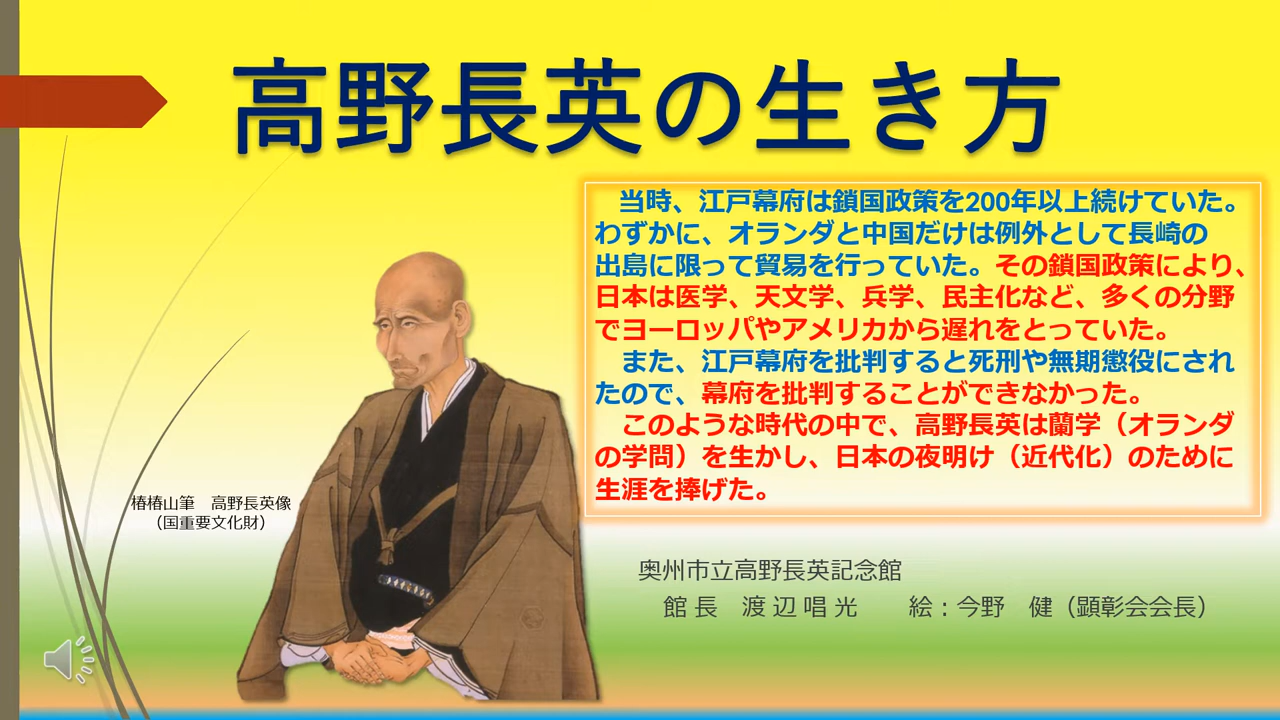 高野長英の生き方
当時、江戸幕府は鎖国政策を200年以上続けていた。
わずかに、オランダと中国だけは例外として長崎の
出島に限って貿易を行っていた。その鎖国政策により、
日本は医学、天文学、兵学、民主化など、多くの分野
でヨーロッパやアメリカから遅れをとっていた。
また、江戸幕府を批判すると死刑や無期懲役にされ
たので、幕府を批判することができなかった。
このような時代の中で、高野長英は蘭学（オランダ
の学問）を生かし、日本の夜明け（近代化）のために
生涯を捧げた。
椿椿山筆　高野長英像
（国重要文化財）
奥州市立高野長英記念館
館 長　渡 辺 唱 光　　絵：今野　健（顕彰会会長）